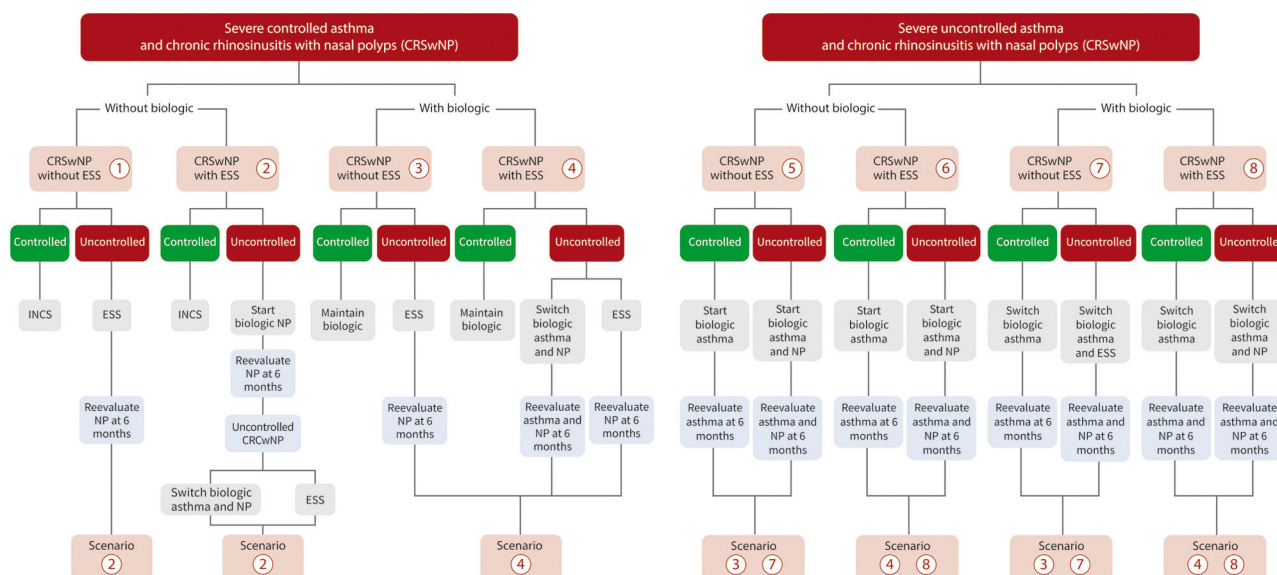 Severe controlled asthma
and chronic rhinosinusitis with nasal polyps (CRSwNP)
Without biologic
With biologic
CRSwNP
without ESS
1
CRSwNP
with ESS
2
CRSwNP
without ESS
3
CRSwNP
with ESS
4
Controlled
Uncontrolled
Controlled
Uncontrolled
Controlled
Uncontrolled
Controlled
Uncontrolled
INCS
ESS
INCS
Start
biologic NP
Maintain
biologic
ESS
Maintain
biologic
Switch
biologic
asthma
and NP
ESS
Reevaluate
NP at 6
months
Reevaluate
NP at 6
months
Uncontrolled
CRCwNP
Reevaluate
NP at 6
months
Reevaluate
asthma and
NP at 6
months
Reevaluate
NP at 6
months
Switch biologic
asthma and NP
ESS
Scenario
2
Scenario
2
Scenario
4
Severe uncontrolled asthma
and chronic rhinosinusitis with nasal polyps (CRSwNP)
Without biologic
With biologic
CRSwNP
without ESS
5
CRSwNP
with ESS
6
CRSwNP
without ESS
7
CRSwNP
with ESS
8
Controlled
Uncontrolled
Controlled
Uncontrolled
Controlled
Uncontrolled
Controlled
Uncontrolled
Start
biologic
asthma
Start
biologic
asthma
and NP
Start
biologic
asthma
Start
biologic
asthma
and NP
Switch
biologic
asthma
Switch
biologic
asthma
and ESS
Switch
biologic
asthma
Switch
biologic
asthma
and NP
Reevaluate
asthma at 6
months
Reevaluate
asthma and
NP at 6
months
Reevaluate
asthma at 6
months
Reevaluate
asthma and
NP at 6
months
Reevaluate
asthma at 6
months
Reevaluate
asthma and
NP at 6
months
Reevaluate
asthma and
NP at 6
months
Reevaluate
asthma and
NP at 6
months
Scenario
3 7
Scenario
4 8
Scenario
3 7
Scenario
4 8